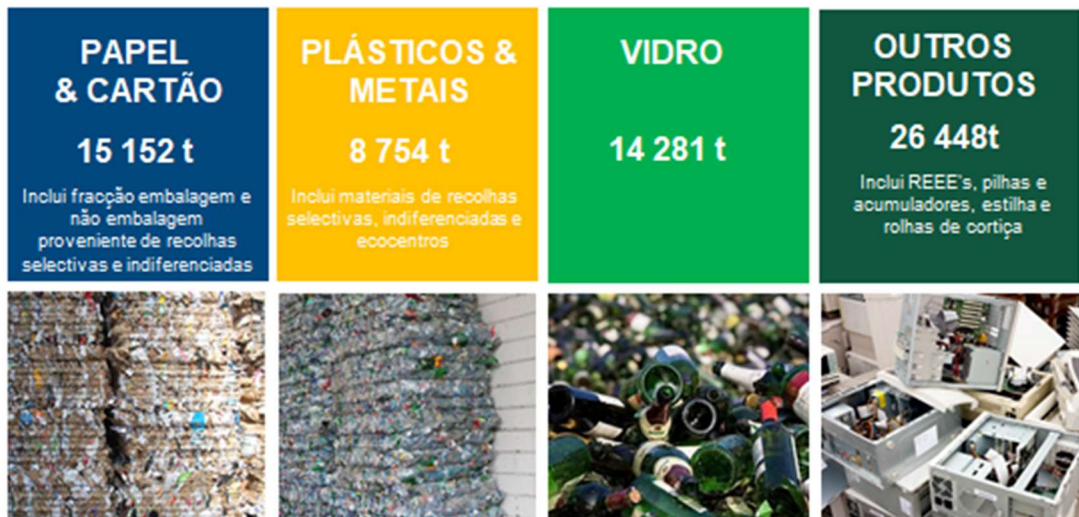 PAPEL
& CARTÃO
15 152 t
Inclui fracção embalagem e
não embalagem
proveniente de recolhas
selectivas e indiferenciadas
PLÁSTICOS &
METAIS
8 754 t
Inclui materiais de recolhas
selectivas, indiferenciadas e
ecocentros
VIDRO
14 281 t
OUTROS
PRODUTOS
26 448t
Inclui REEE's, pilhas e
acumuladores, estilha e
rolhas de cortiça